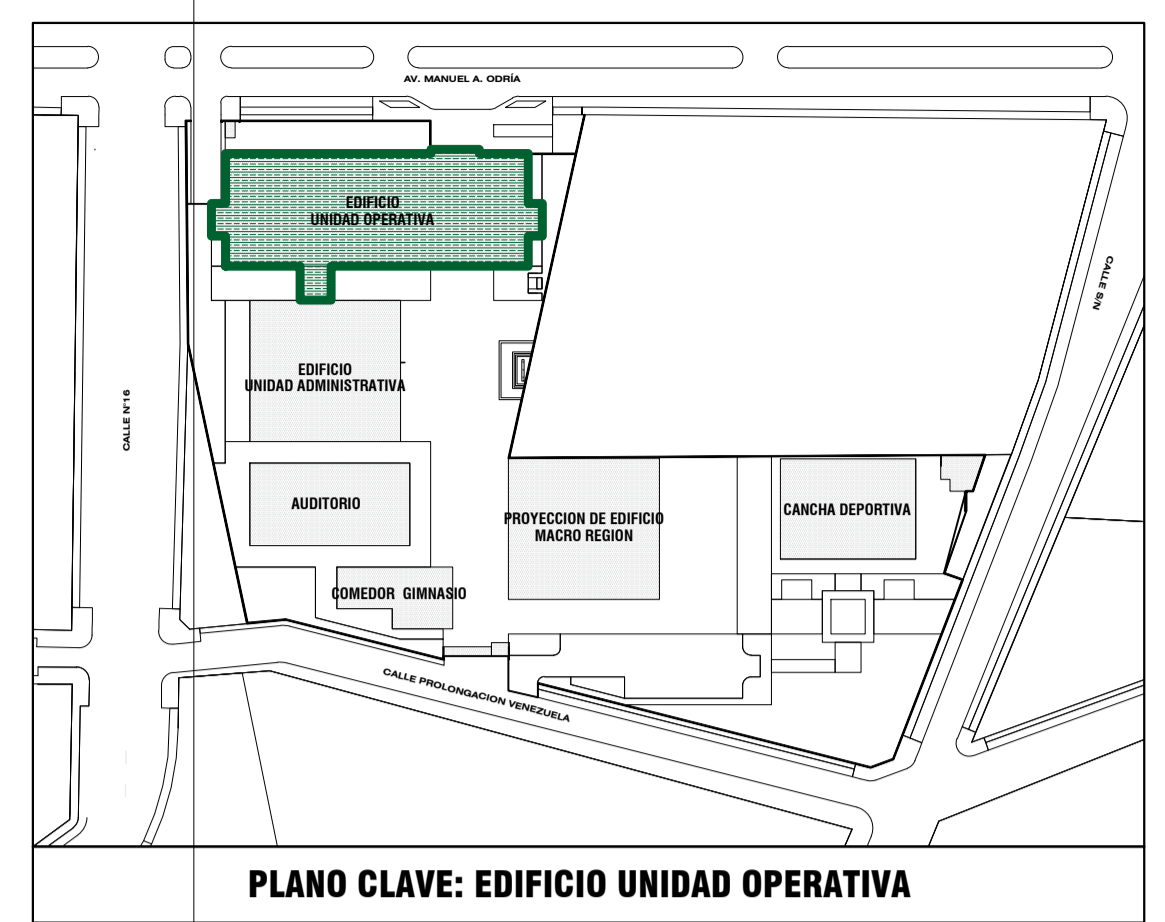 AV. MANUEL A. ODRÍA
EDIFICIO
UNIDAD OPERATIVA
CALLE S/N
EDIFICIO
UNIDAD ADMINISTRATIVA
CALLE N°16
AUDITORIO
PROYECCION DE EDIFICIO
MACRO REGION
CANCHA DEPORTIVA
COMEDOR GIMNASIO
CALLE PROLONGACION VENEZUELA
PLANO CLAVE: EDIFICIO UNIDAD OPERATIVA